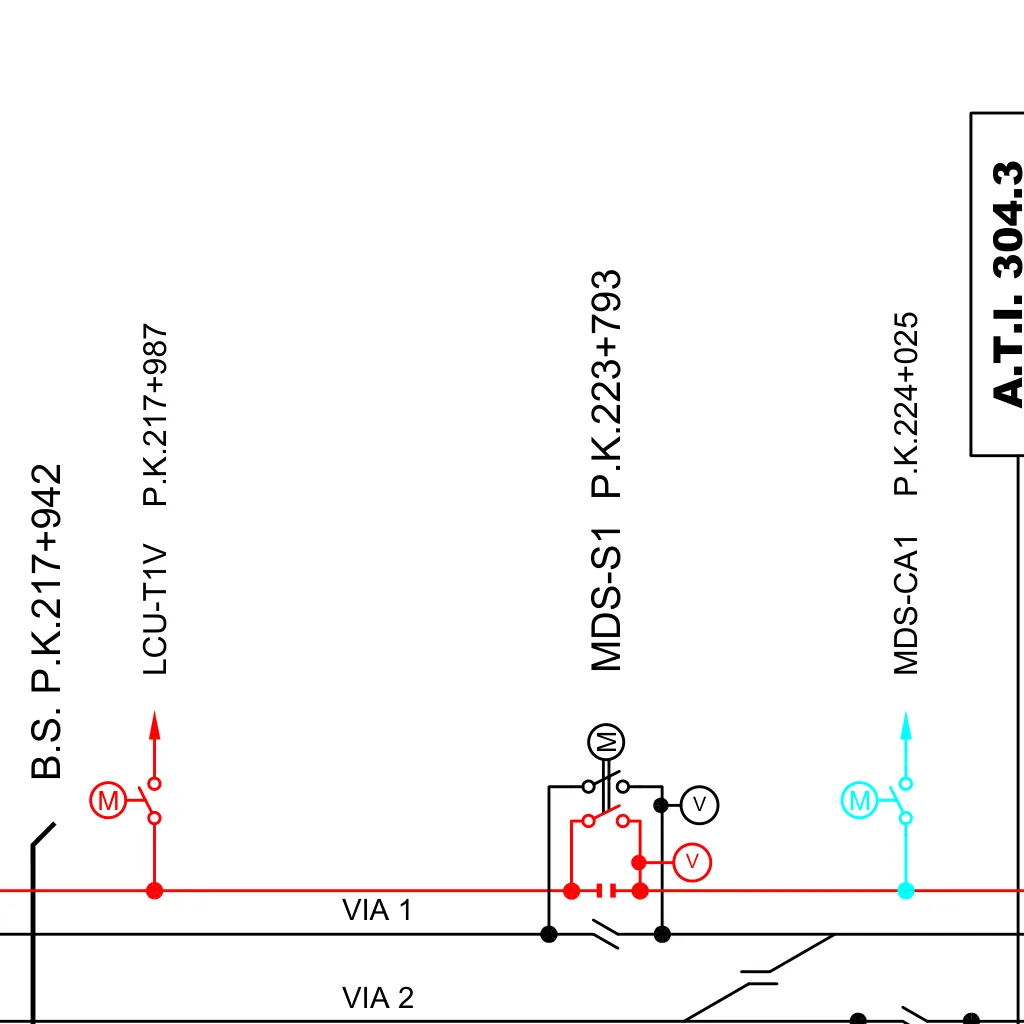 B.S. P.K.217+942
LCU-T1V P.K.217+987
MDS-S1 P.K.223+793
MDS-CA1 P.K.224+025
A.T.I. 304.3
M
M
M
V
V
VIA 1
VIA 2